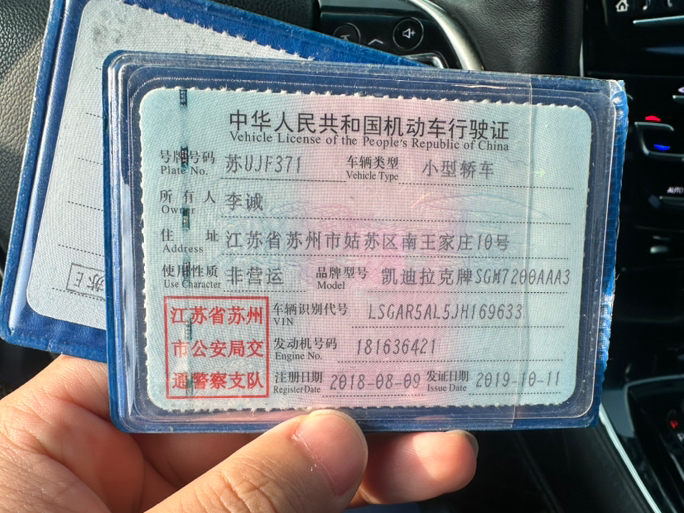 中华人民共和国机动车行驶证
Vehicle License of the People's Republic of China
号牌号码 苏UJF371 车辆类型 小型轿车
Plate No. Vehicle Type
所有人 李诚
Owner
住址 江苏省苏州市姑苏区南王家庄10号
Address
使用性质 非营运 品牌型号 凯迪拉克牌SGM7200AAA3
Use Character Model
江苏省苏州
市公安局交
通警察支队
车辆识别代号 LSGAR5AL5JH169633
VIN
发动机号码 181636421
Engine No.
注册日期 2018-08-09 发证日期 2019-10-11
Register Date Issue Date
AUTO